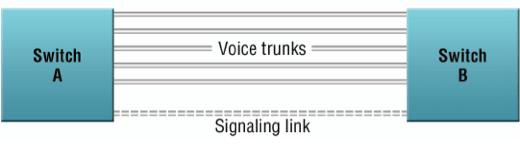 Switch
A
Voice trunks
Switch
B
Signaling link